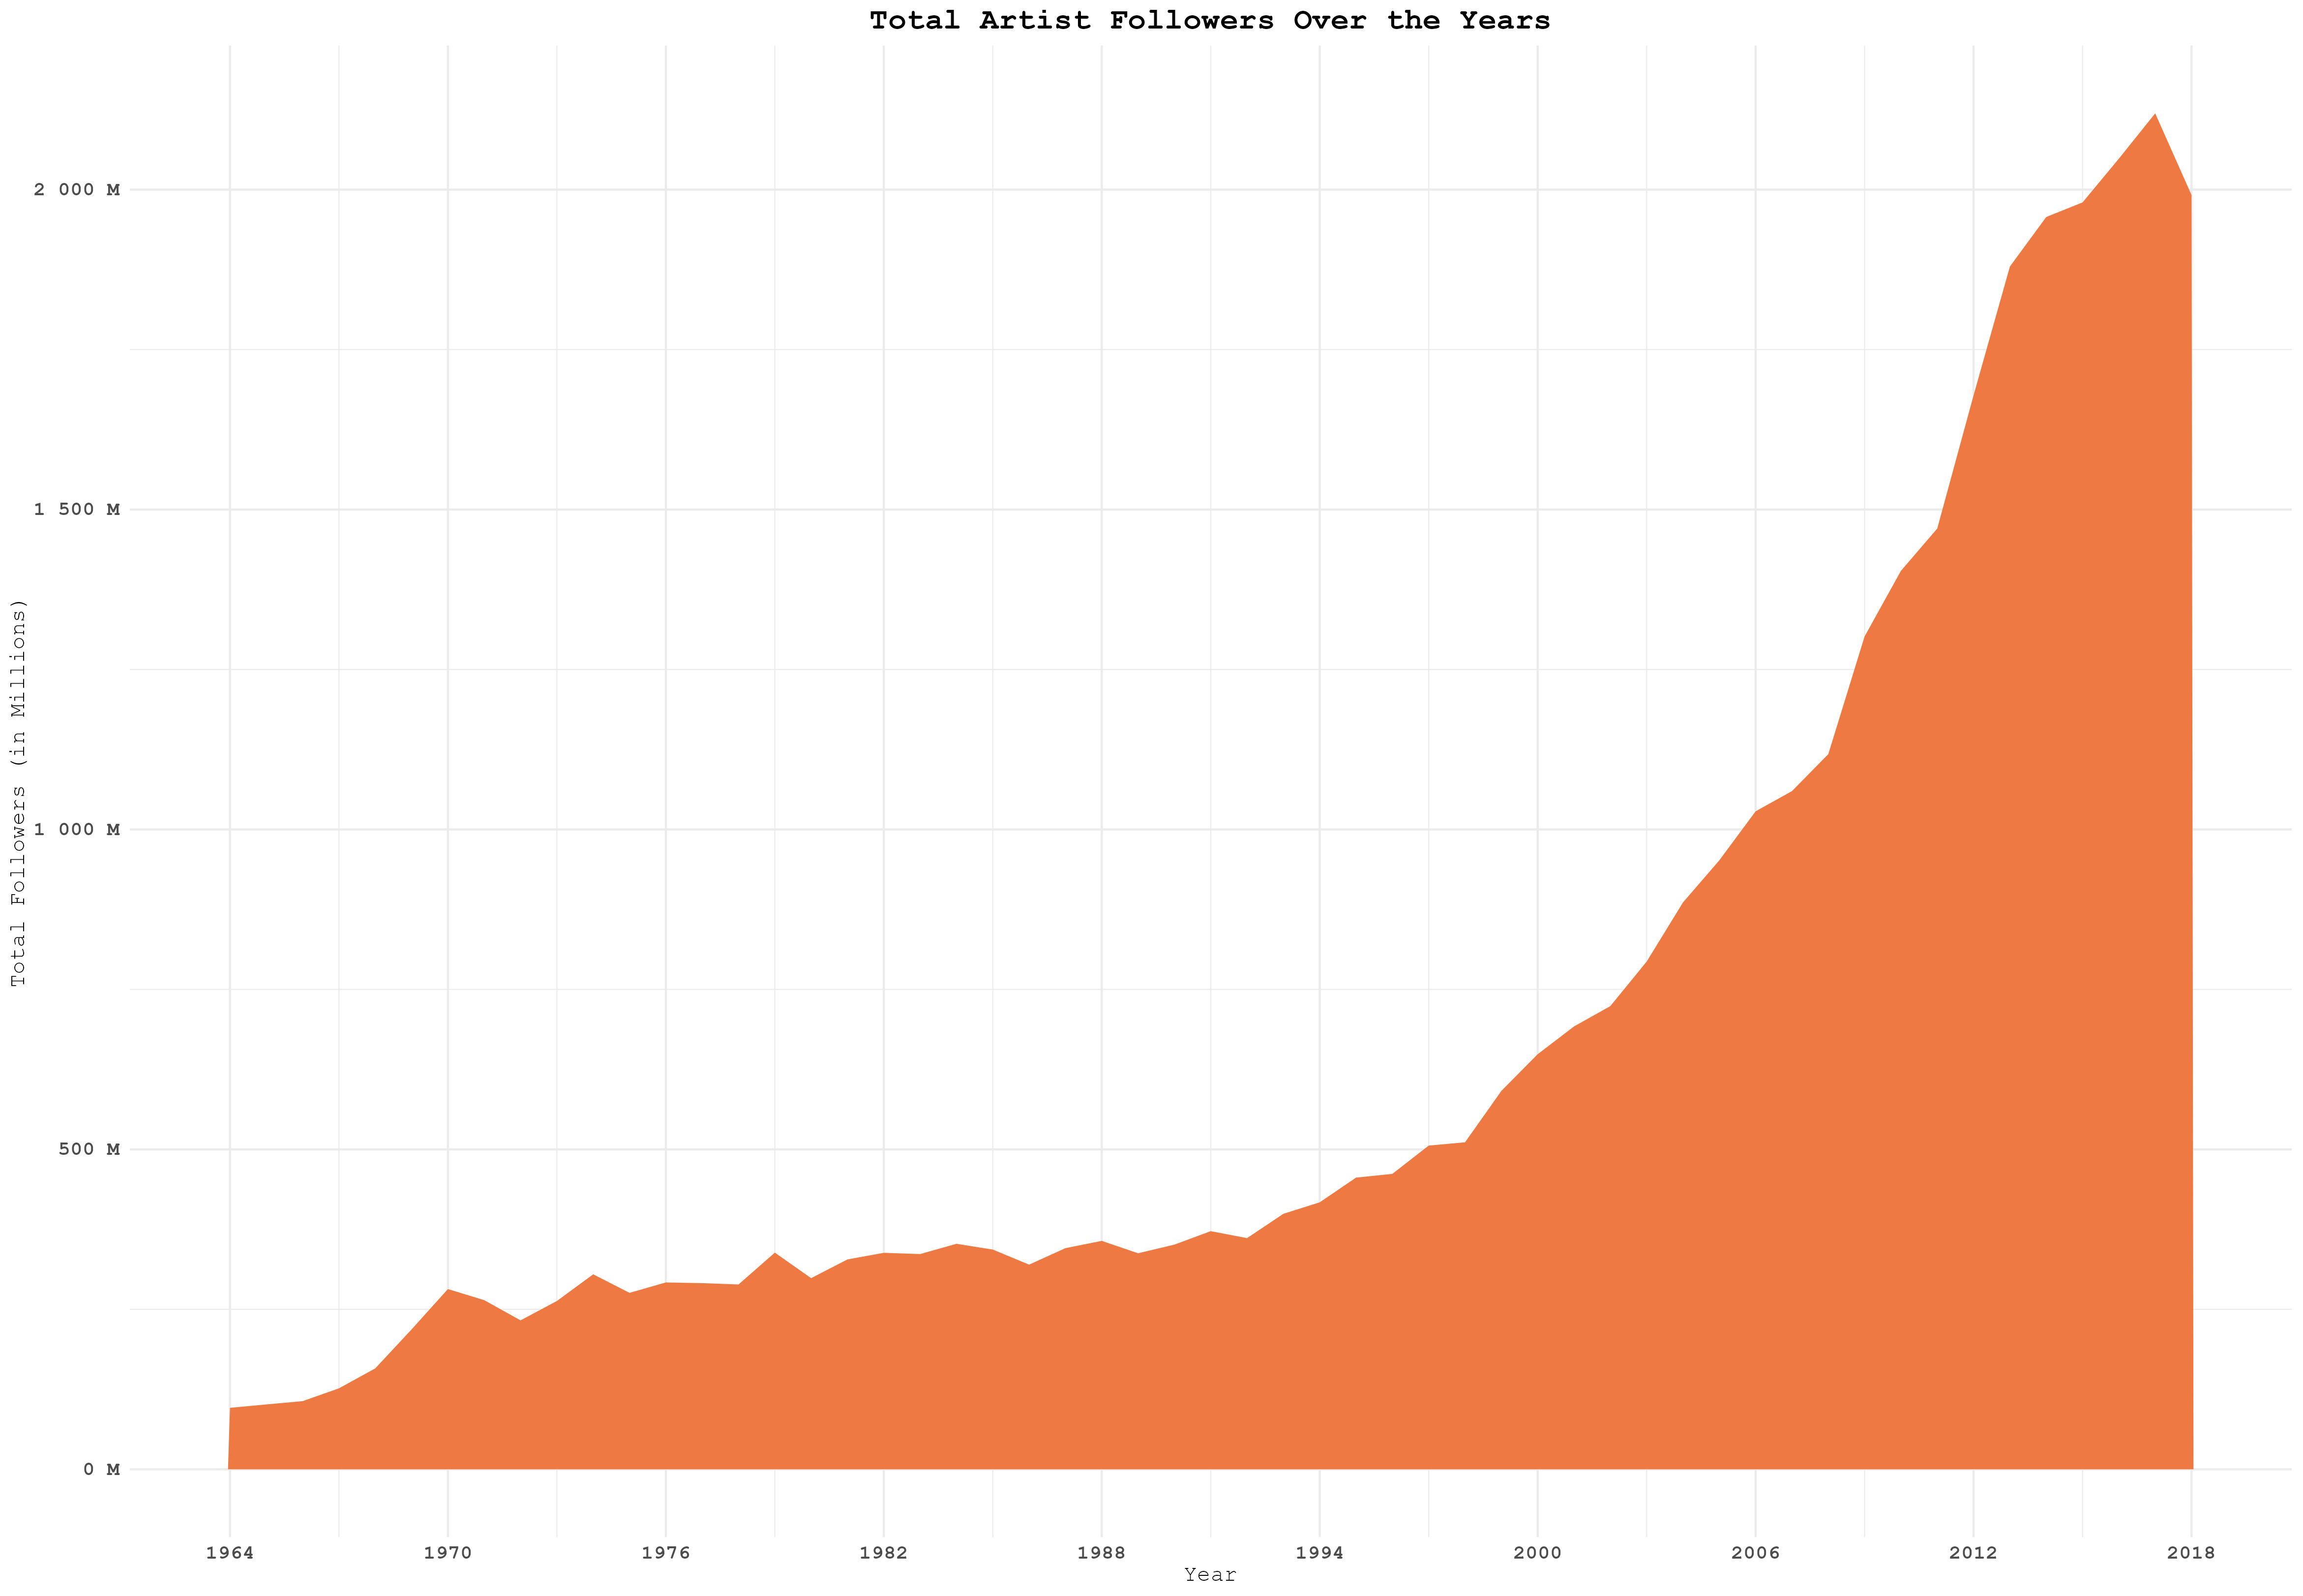 Total Artist Followers Over the Years
Total Followers (in Millions)
2 000 M
1 500 M
1 000 M
500 M
0 M
1964 1970 1976 1982 1988 1994 2000 2006 2012 2018
Year